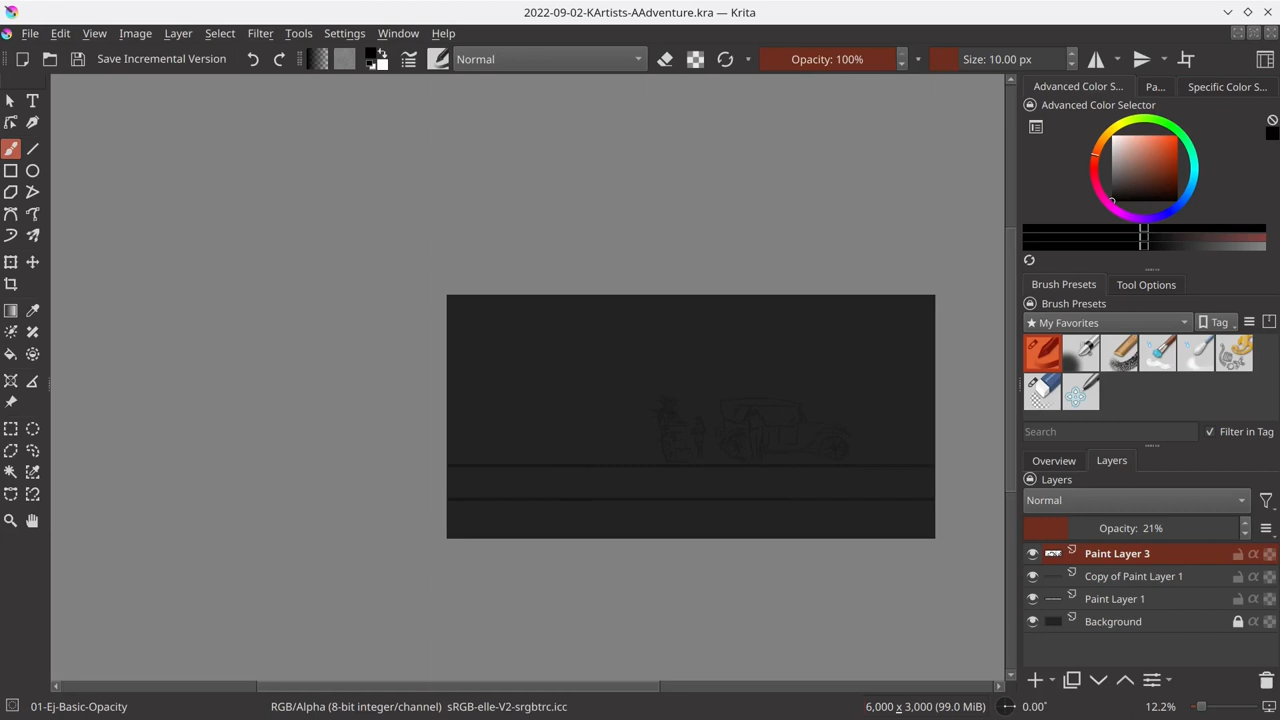 2022-09-02-KArtists-AAdventure.kra — Krita
File Edit View Image Layer Select Filter Tools Settings Window Help
Save Incremental Version Normal Opacity: 100% Size: 10.00 px
Advanced Color S... Pa... Specific Color S...
Advanced Color Selector
Brush Presets Tool Options
Brush Presets
★ My Favorites Tag
Search Filter in Tag
Overview Layers
Layers
Normal
Opacity: 21%
Paint Layer 3
Copy of Paint Layer 1
Paint Layer 1
Background
01-Ej-Basic-Opacity RGB/Alpha (8-bit integer/channel) sRGB-elle-V2-srgbtrc.icc 6,000 x 3,000 (99.0 MiB) 0.00° 12.2%